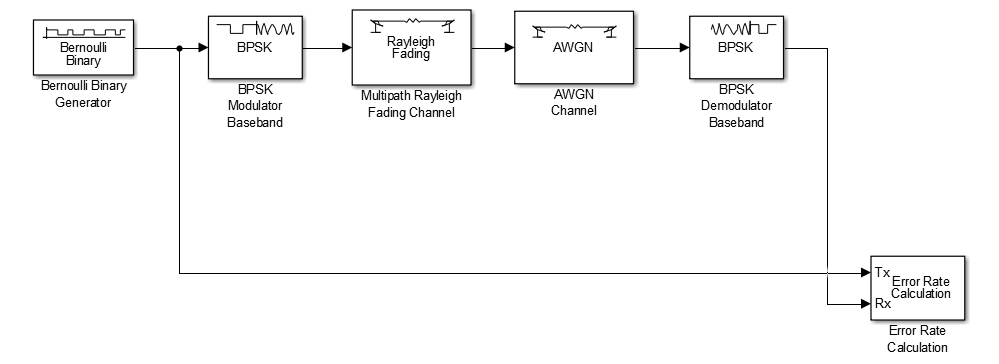 Bernoulli
Binary
Bernoulli Binary
Generator
BPSK
BPSK
Modulator
Baseband
Rayleigh
Fading
Multipath Rayleigh
Fading Channel
AWGN
AWGN
Channel
BPSK
BPSK
Demodulator
Baseband
Tx
Rx
Error Rate
Calculation
Error Rate
Calculation